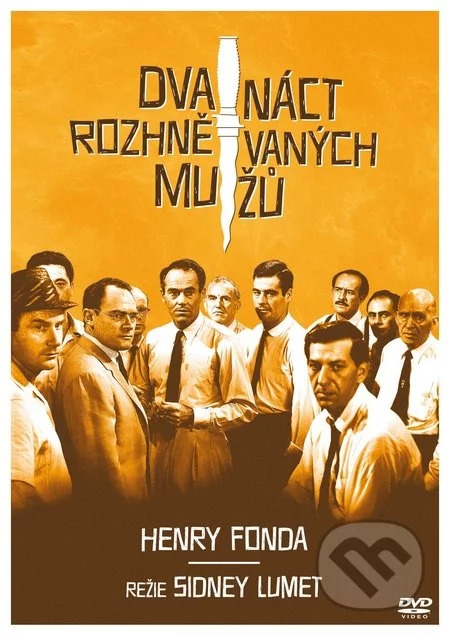 DVANÁCT
ROZHNĚVANÝCH
MUŽŮ
HENRY FONDA
REŽIE SIDNEY LUMET
DVD
VIDEO